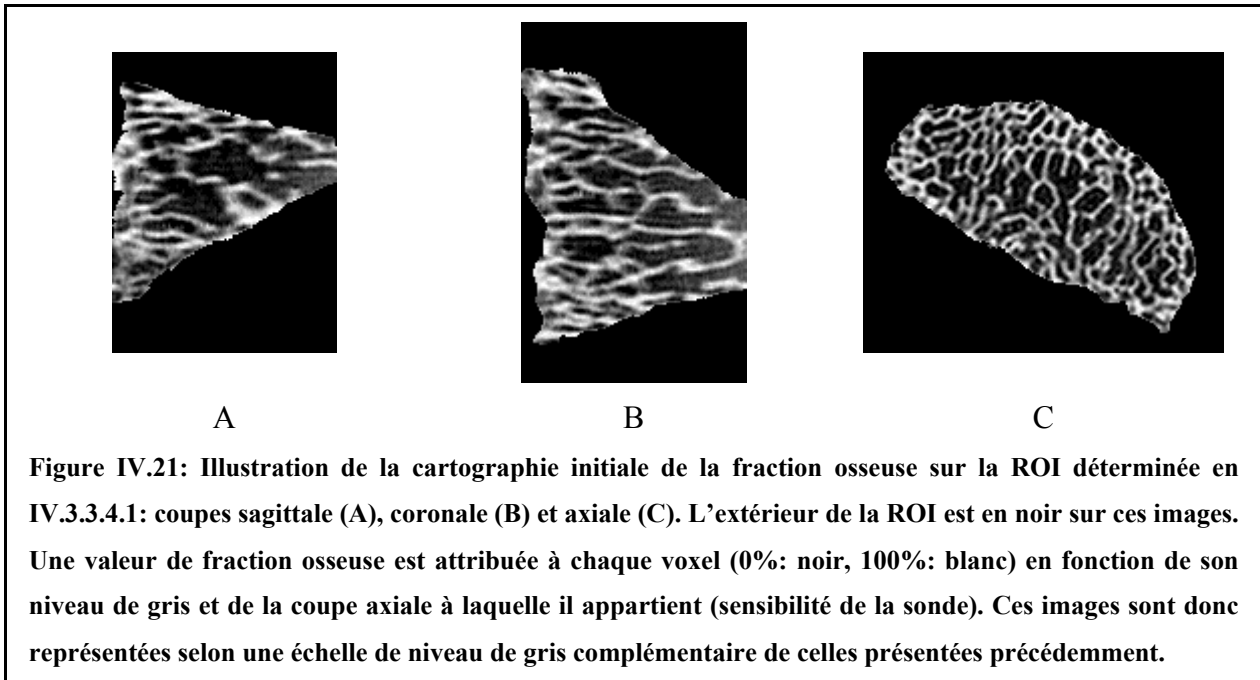 A B C
Figure IV.21: Illustration de la cartographie initiale de la fraction osseuse sur la ROI déterminée en
IV.3.3.4.1: coupes sagittale (A), coronale (B) et axiale (C). L’extérieur de la ROI est en noir sur ces images.
Une valeur de fraction osseuse est attribuée à chaque voxel (0%: noir, 100%: blanc) en fonction de son
niveau de gris et de la coupe axiale à laquelle il appartient (sensibilité de la sonde). Ces images sont donc
représentées selon une échelle de niveau de gris complémentaire de celles présentées précédemment.